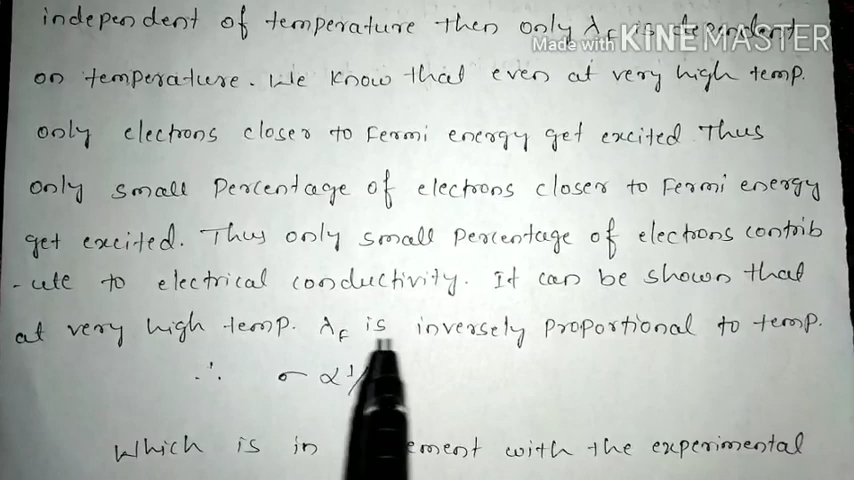 independent of temperature then only λF is dependent
Made with KINEMASTER
on temperature. We know that even at very high temp.
only electrons closer to Fermi energy get excited Thus
only small percentage of electrons closer to Fermi energy
get excited. Thus only small percentage of electrons contrib
-ute to electrical conductivity. It can be shown that
at very high temp. λF is inversely proportional to temp.
∴ σ ∝ 1/
Which is in ement with the experimental